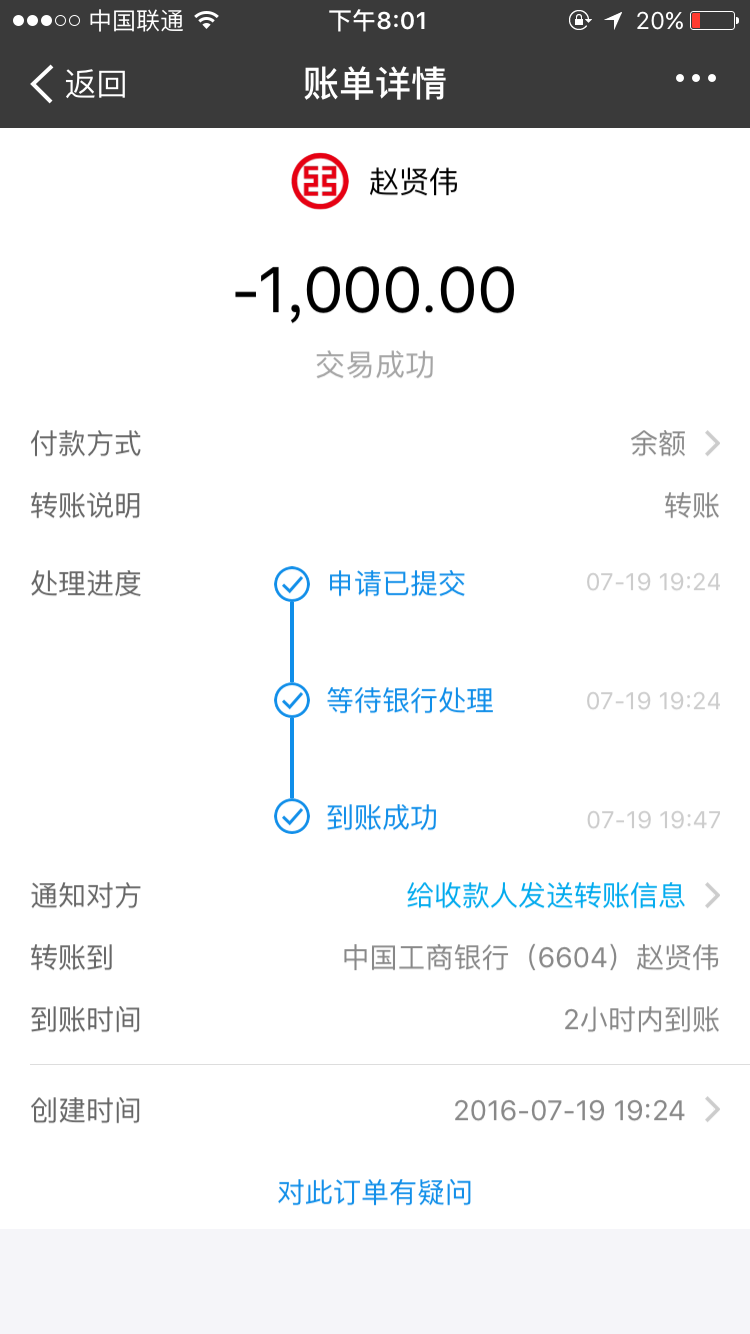 中国联通 下午8:01 20%
返回 账单详情
赵贤伟
-1,000.00
交易成功
付款方式 余额
转账说明 转账
处理进度 申请已提交 07-19 19:24
等待银行处理 07-19 19:24
到账成功 07-19 19:47
通知对方 给收款人发送转账信息
转账到 中国工商银行（6604）赵贤伟
到账时间 2小时内到账
创建时间 2016-07-19 19:24
对此订单有疑问